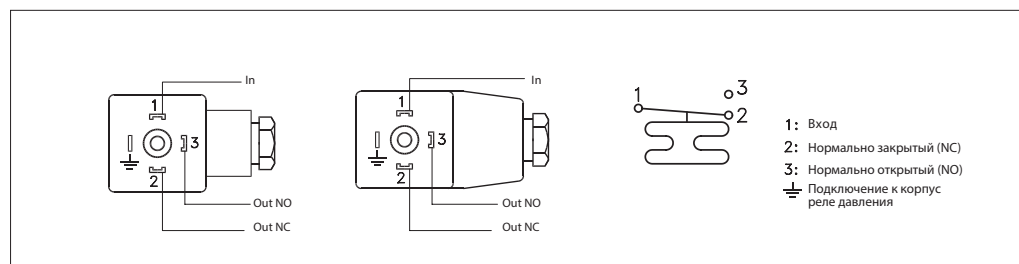 In
1
3
2
Out NO
Out NC
In
1
3
2
Out NO
Out NC
1
3
2
1: Вход
2: Нормально закрытый (NC)
3: Нормально открытый (NO)
Подключение к корпус
реле давления